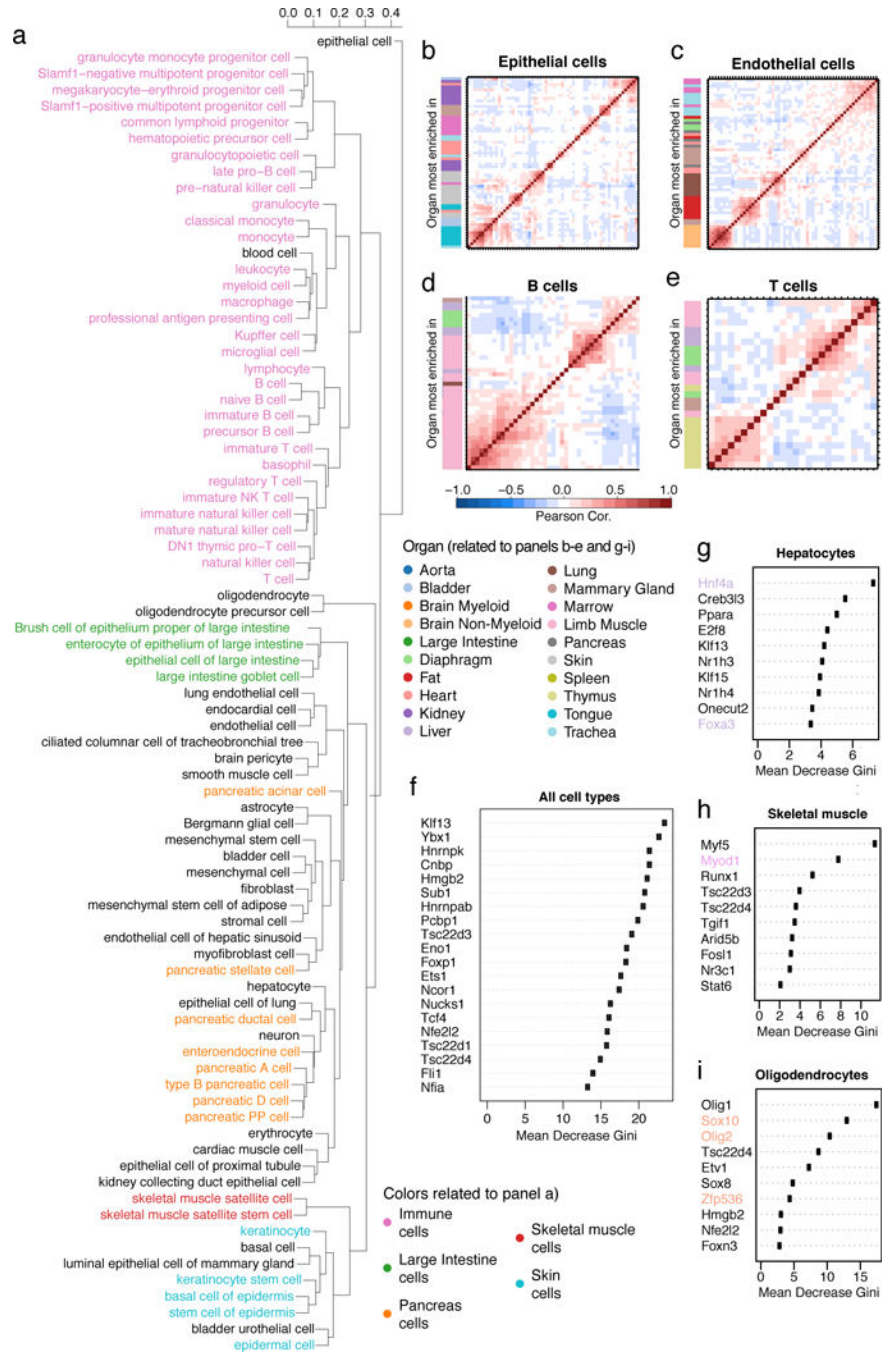 a
0.0 0.1 0.2 0.3 0.4
epithelial cell
granulocyte monocyte progenitor cell
Slamf1−negative multipotent progenitor cell
megakaryocyte−erythroid progenitor cell
Slamf1−positive multipotent progenitor cell
common lymphoid progenitor
hematopoietic precursor cell
granulocytopoietic cell
late pro−B cell
pre−natural killer cell
granulocyte
classical monocyte
monocyte
blood cell
leukocyte
myeloid cell
macrophage
professional antigen presenting cell
Kupffer cell
microglial cell
lymphocyte
B cell
naive B cell
immature B cell
precursor B cell
immature T cell
basophil
regulatory T cell
immature NK T cell
immature natural killer cell
mature natural killer cell
DN1 thymic pro−T cell
natural killer cell
T cell
oligodendrocyte
oligodendrocyte precursor cell
Brush cell of epithelium proper of large intestine
enterocyte of epithelium of large intestine
epithelial cell of large intestine
large intestine goblet cell
lung endothelial cell
endocardial cell
endothelial cell
ciliated columnar cell of tracheobronchial tree
brain pericyte
smooth muscle cell
pancreatic acinar cell
astrocyte
Bergmann glial cell
mesenchymal stem cell
bladder cell
mesenchymal cell
fibroblast
mesenchymal stem cell of adipose
stromal cell
endothelial cell of hepatic sinusoid
myofibroblast cell
pancreatic stellate cell
hepatocyte
epithelial cell of lung
pancreatic ductal cell
neuron
enteroendocrine cell
pancreatic A cell
type B pancreatic cell
pancreatic D cell
pancreatic PP cell
erythrocyte
cardiac muscle cell
epithelial cell of proximal tubule
kidney collecting duct epithelial cell
skeletal muscle satellite cell
skeletal muscle satellite stem cell
keratinocyte
basal cell
luminal epithelial cell of mammary gland
keratinocyte stem cell
basal cell of epidermis
stem cell of epidermis
bladder urothelial cell
epidermal cell
b
Epithelial cells
Organ most enriched in
c
Endothelial cells
Organ most enriched in
d
B cells
Organ most enriched in
e
T cells
Organ most enriched in
−1.0 −0.5 0.0 0.5 1.0
Pearson Cor.
Organ (related to panels b-e and g-i)
Aorta
Bladder
Brain Myeloid
Brain Non-Myeloid
Large Intestine
Diaphragm
Fat
Heart
Kidney
Liver
Lung
Mammary Gland
Marrow
Limb Muscle
Pancreas
Skin
Spleen
Thymus
Tongue
Trachea
f
All cell types
Klf13
Ybx1
Hnrnpk
Cnbp
Hmgb2
Sub1
Hnrnpab
Pcbp1
Tsc22d3
Eno1
Foxp1
Ets1
Ncor1
Nucks1
Tcf4
Nfe2l2
Tsc22d1
Tsc22d4
Fli1
Nfia
0 5 10 15 20
Mean Decrease Gini
Colors related to panel a)
Immune
cells
Large Intestine
cells
Pancreas
cells
Skeletal muscle
cells
Skin
cells
g
Hepatocytes
Hnf4a
Creb3l3
Ppara
E2f8
Klf13
Nr1h3
Klf15
Nr1h4
Onecut2
Foxa3
0 2 4 6
Mean Decrease Gini
h
Skeletal muscle
Myf5
Myod1
Runx1
Tsc22d3
Tsc22d4
Tgif1
Arid5b
Fosl1
Nr3c1
Stat6
0 2 4 6 8 10
Mean Decrease Gini
i
Oligodendrocytes
Olig1
Sox10
Olig2
Tsc22d4
Etv1
Sox8
Zfp536
Hmgb2
Nfe2l2
Foxn3
0 5 10 15
Mean Decrease Gini